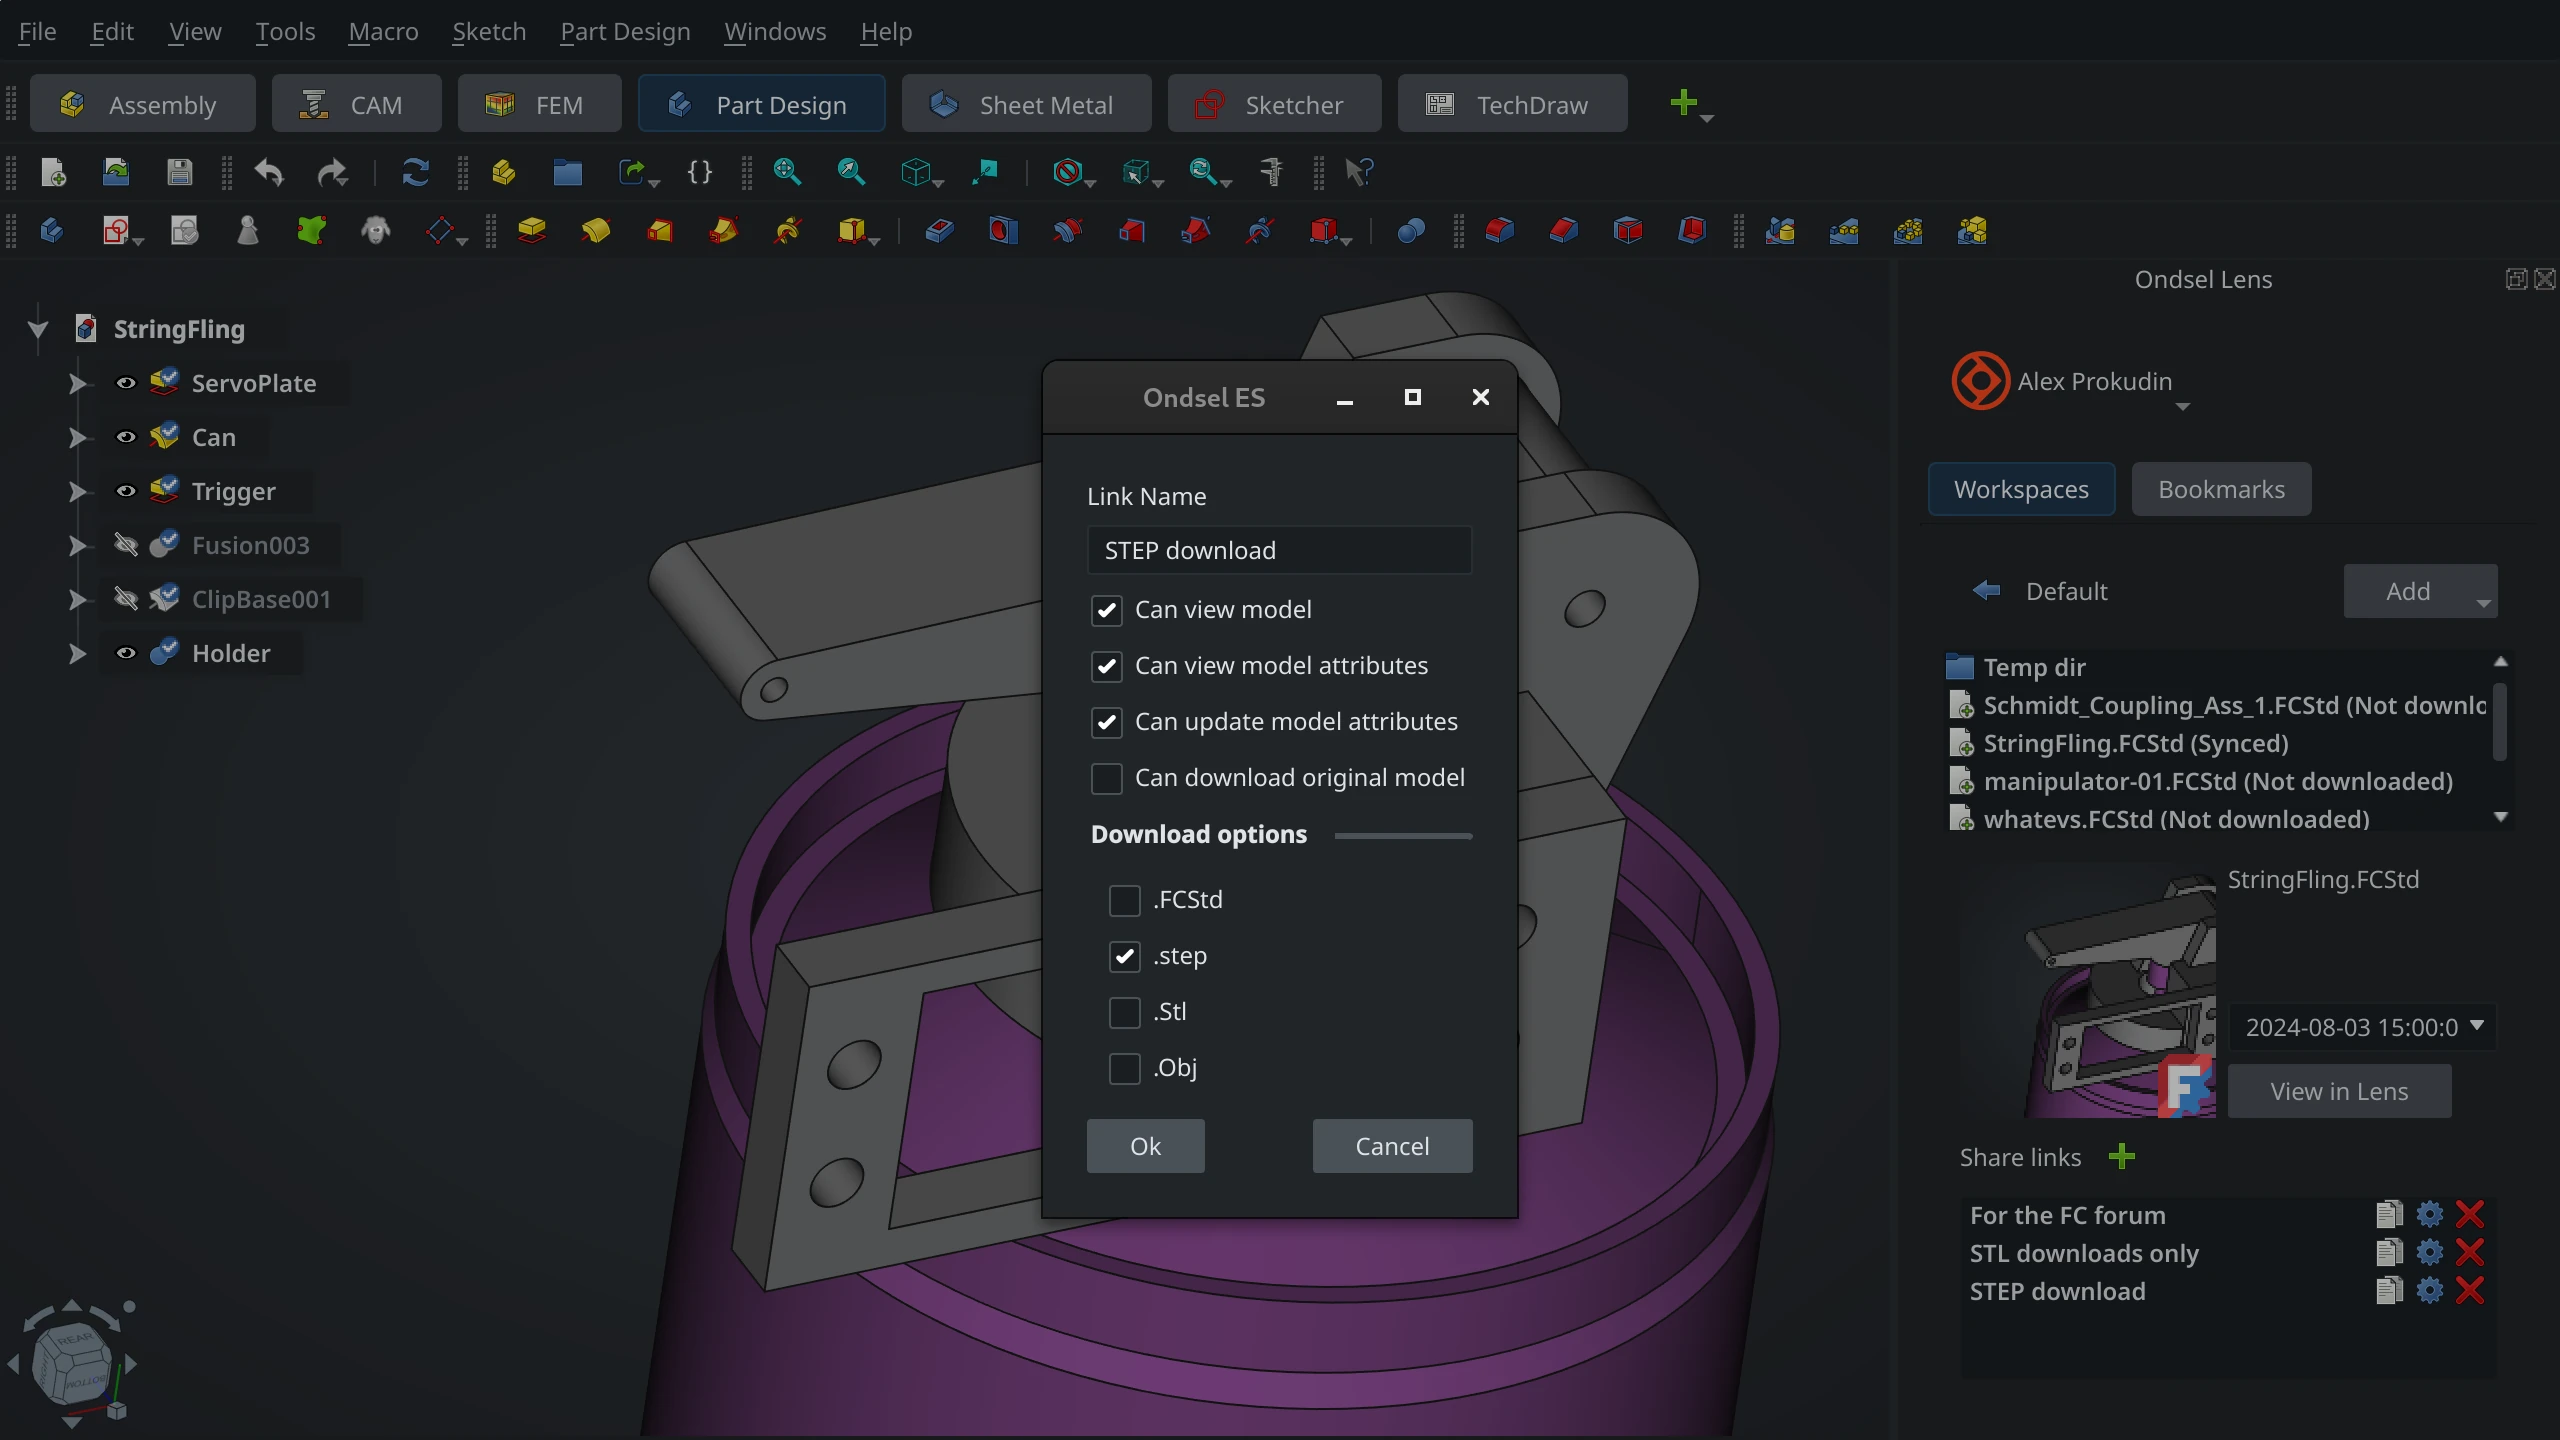 File Edit View Tools Macro Sketch Part Design Windows Help
Assembly CAM FEM Part Design Sheet Metal Sketcher TechDraw
StringFling
ServoPlate
Can
Trigger
Fusion003
ClipBase001
Holder
REAR
BOTTOM
Ondsel ES
Link Name
STEP download
Can view model
Can view model attributes
Can update model attributes
Can download original model
Download options
.FCStd
.step
.Stl
.Obj
Ok Cancel
Ondsel Lens
Alex Prokudin
Workspaces Bookmarks
Default Add
Temp dir
Schmidt_Coupling_Ass_1.FCStd (Not downlo
StringFling.FCStd (Synced)
manipulator-01.FCStd (Not downloaded)
whatevs.FCStd (Not downloaded)
StringFling.FCStd
2024-08-03 15:00:0
View in Lens
Share links
For the FC forum
STL downloads only
STEP download